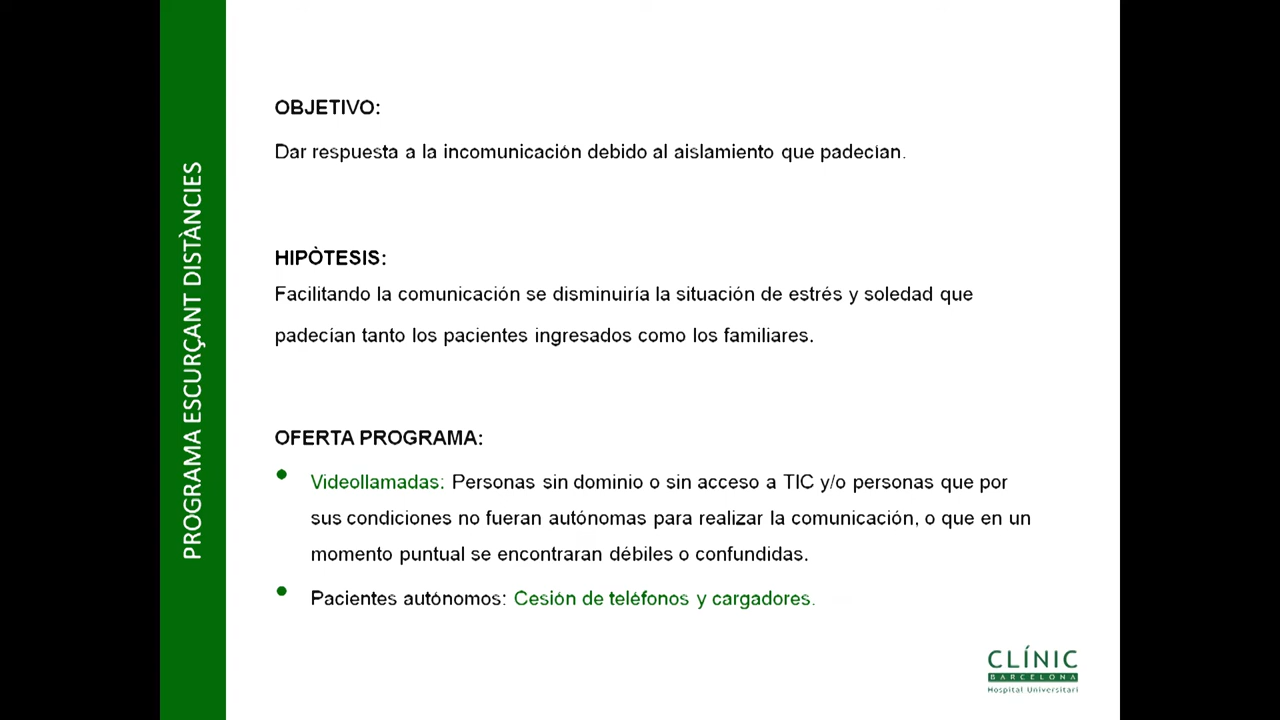 PROGRAMA ESCURÇANT DISTÀNCIES
OBJETIVO:
Dar respuesta a la incomunicación debido al aislamiento que padecían.
HIPÒTESIS:
Facilitando la comunicación se disminuiría la situación de estrés y soledad que
padecían tanto los pacientes ingresados como los familiares.
OFERTA PROGRAMA:
• Videollamadas: Personas sin dominio o sin acceso a TIC y/o personas que por
sus condiciones no fueran autónomas para realizar la comunicación, o que en un
momento puntual se encontraran débiles o confundidas.
• Pacientes autónomos: Cesión de teléfonos y cargadores.
CLÍNIC
BARCELONA
Hospital Universitari